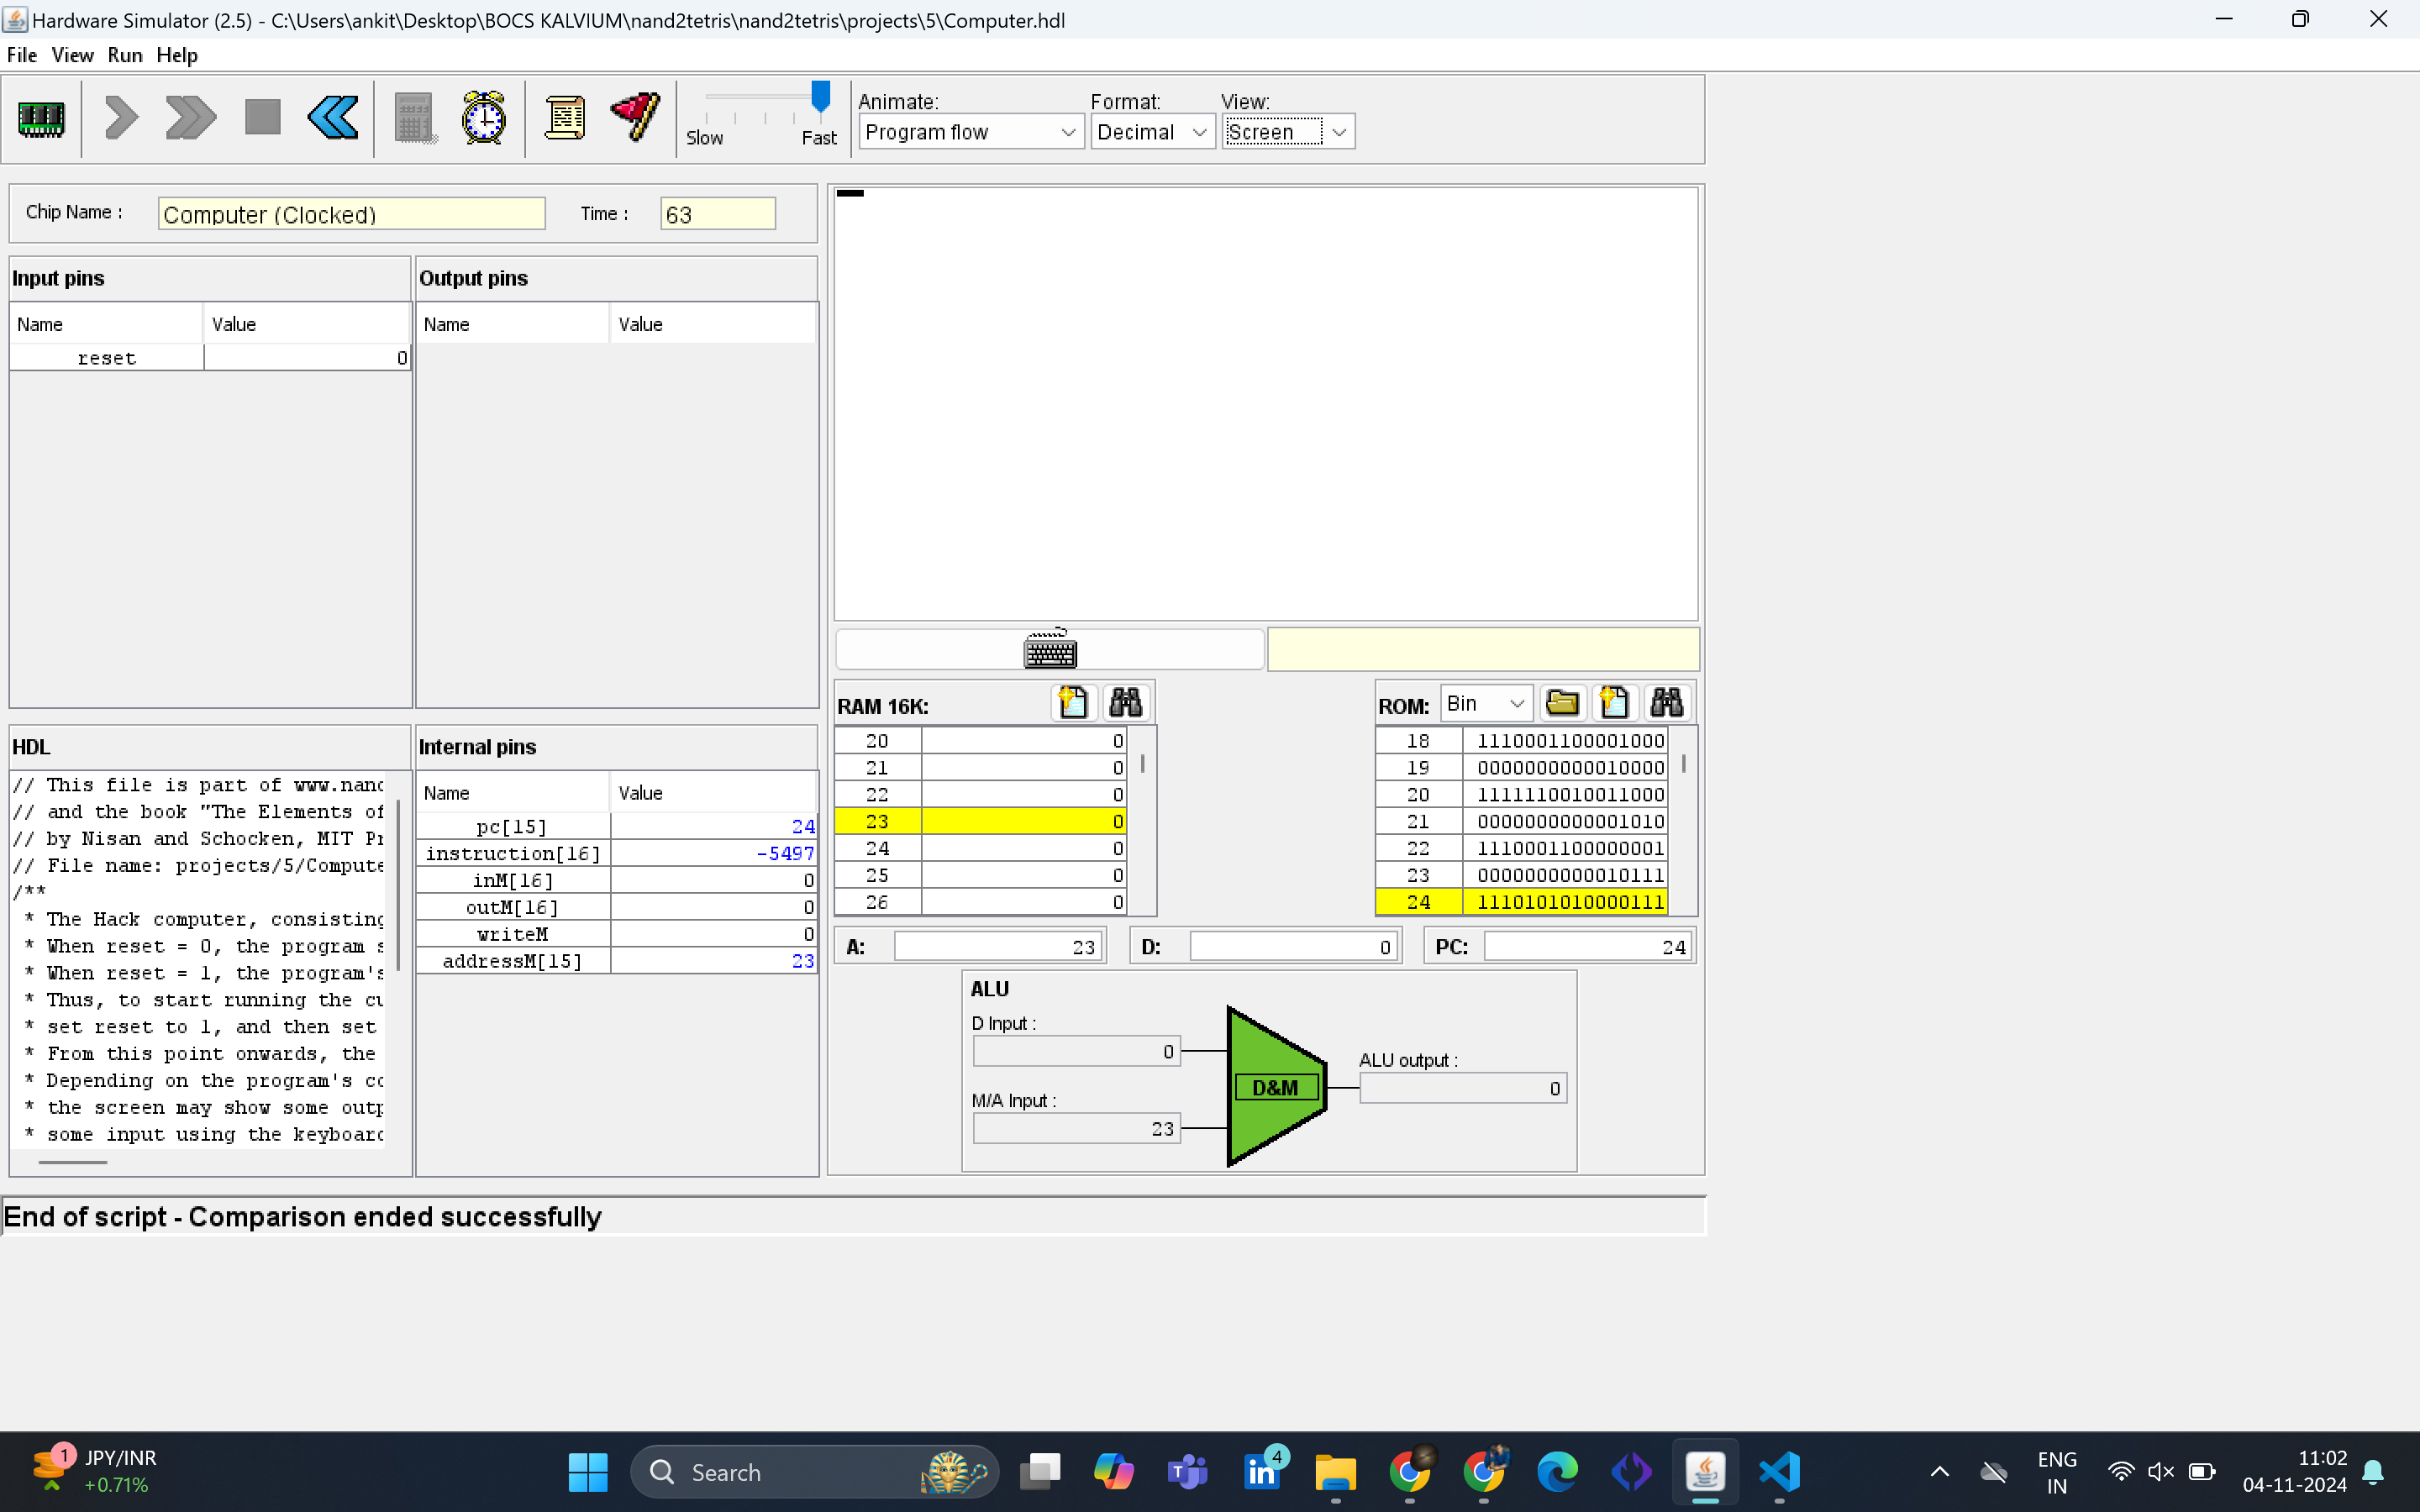 Hardware Simulator (2.5) - C:\Users\ankit\Desktop\BOCS KALVIUM\nand2tetris\nand2tetris\projects\5\Computer.hdl
File View Run Help
Slow Fast
Animate: Format: View:
Program flow Decimal Screen
Chip Name : Computer (Clocked) Time : 63
Input pins
Name Value
reset 0
Output pins
Name Value
HDL
// This file is part of www.nand
// and the book "The Elements of
// by Nisan and Schocken, MIT Pr
// File name: projects/5/Compute
/**
* The Hack computer, consisting
* When reset = 0, the program s
* When reset = 1, the program's
* Thus, to start running the cu
* set reset to 1, and then set
* From this point onwards, the
* Depending on the program's co
* the screen may show some outp
* some input using the keyboard
Internal pins
Name Value
pc[15] 24
instruction[16] -5497
inM[16] 0
outM[16] 0
writeM 0
addressM[15] 23
RAM 16K:
20 0
21 0
22 0
23 0
24 0
25 0
26 0
ROM: Bin
18 1110001100001000
19 0000000000010000
20 1111110010011000
21 0000000000001010
22 1110001100000001
23 0000000000010111
24 1110101010000111
A: 23 D: 0 PC: 24
ALU
D Input :
0
M/A Input :
23
D&M
ALU output :
0
End of script - Comparison ended successfully
1
JPY/INR
+0.71%
Search
4
ENG
IN
11:02
04-11-2024